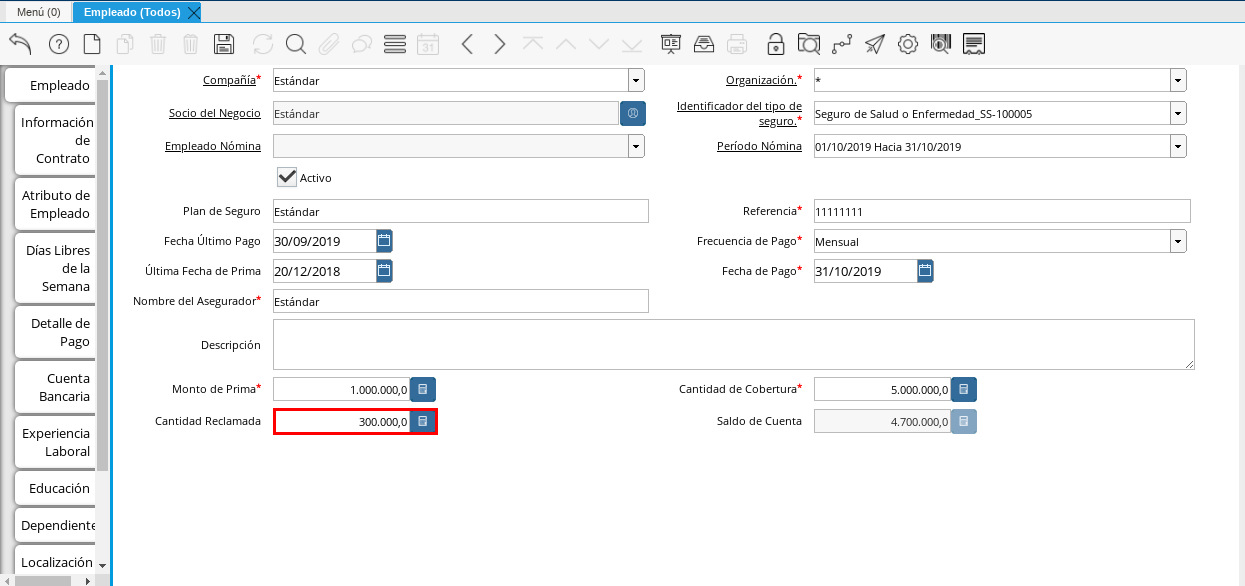 Menú (0)
Empleado (Todos)
31
Empleado
Información
de
Contrato
Atributo de
Empleado
Días Libres
de la
Semana
Detalle de
Pago
Cuenta
Bancaria
Experiencia
Laboral
Educación
Dependiente
Localización
Compañía* Estándar
Organización.* *
Socio del Negocio Estándar
Identificador del tipo de
seguro.* Seguro de Salud o Enfermedad_SS-100005
Empleado Nómina
Período Nómina 01/10/2019 Hacia 31/10/2019
Activo
Plan de Seguro Estándar
Referencia* 11111111
Fecha Último Pago 30/09/2019
Frecuencia de Pago* Mensual
Última Fecha de Prima 20/12/2018
Fecha de Pago* 31/10/2019
Nombre del Asegurador* Estándar
Descripción
Monto de Prima* 1.000.000,0
Cantidad de Cobertura* 5.000.000,0
Cantidad Reclamada 300.000,0
Saldo de Cuenta 4.700.000,0